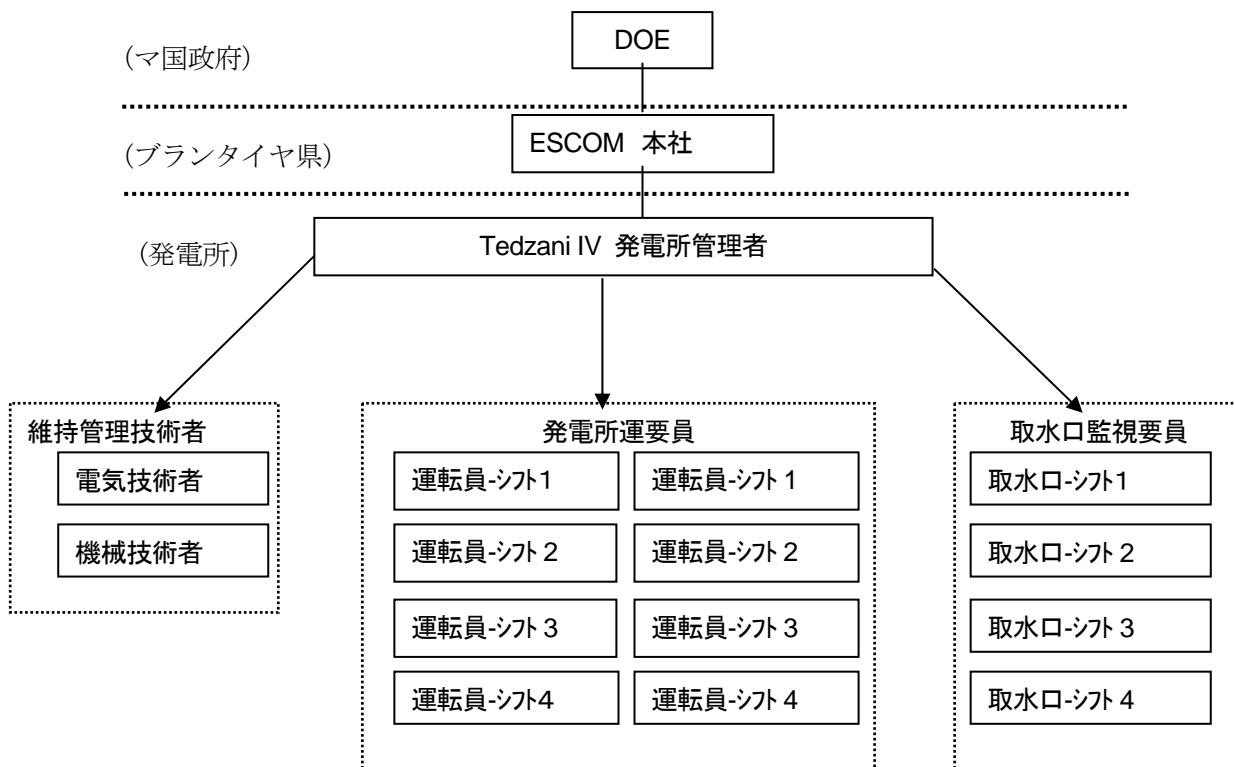 DOE
(マ国政府)
ESCOM 本社
(ブランタイヤ県)
Tedzani IV 発電所管理者
(発電所)
維持管理技術者
電気技術者
機械技術者
発電所運要員
運転員-ｼﾌﾄ1 運転員-ｼﾌﾄ 1
運転員-ｼﾌﾄ 2 運転員-ｼﾌﾄ 2
運転員-ｼﾌﾄ 3 運転員-ｼﾌﾄ 3
運転員-ｼﾌﾄ4 運転員-ｼﾌﾄ 4
取水口監視要員
取水口-ｼﾌﾄ1
取水口-ｼﾌﾄ 2
取水口-ｼﾌﾄ 3
取水口-ｼﾌﾄ 4